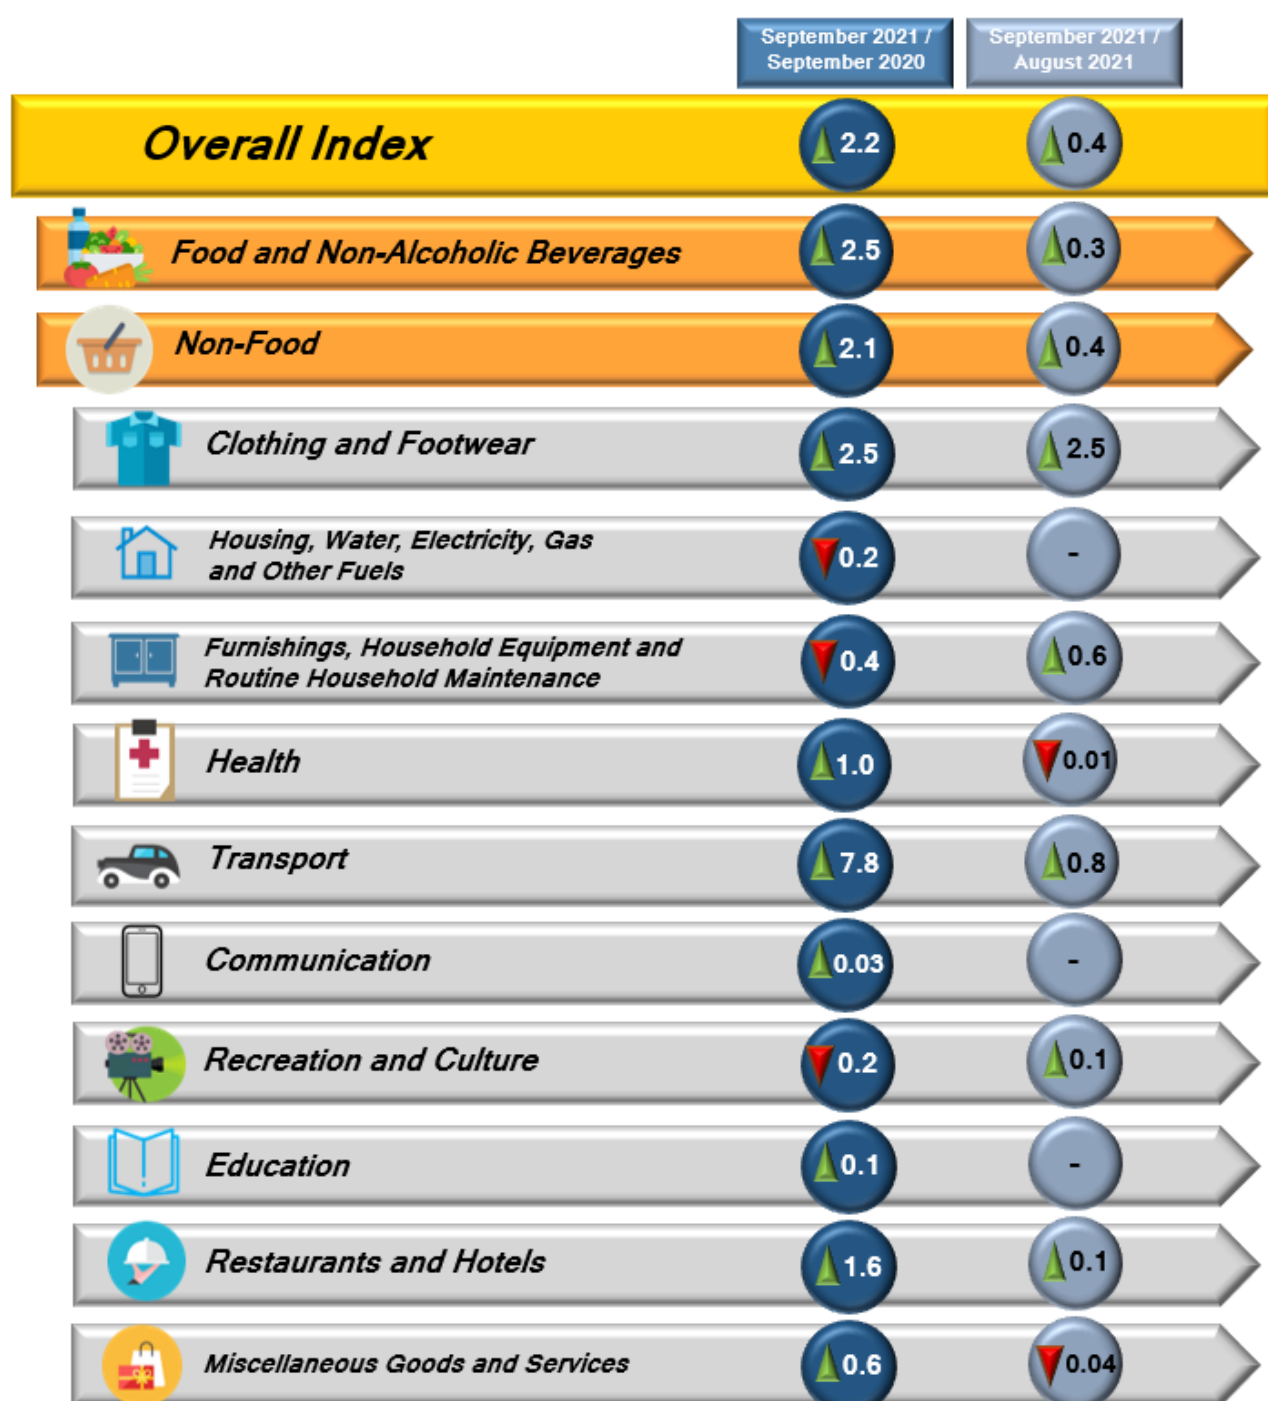 September 2021 /
September 2020
September 2021 /
August 2021
Overall Index
2.2
0.4
Food and Non-Alcoholic Beverages
2.5
0.3
Non-Food
2.1
0.4
Clothing and Footwear
2.5
2.5
Housing, Water, Electricity, Gas
and Other Fuels
0.2
-
Furnishings, Household Equipment and
Routine Household Maintenance
0.4
0.6
Health
1.0
0.01
Transport
7.8
0.8
Communication
0.03
-
Recreation and Culture
0.2
0.1
Education
0.1
-
Restaurants and Hotels
1.6
0.1
Miscellaneous Goods and Services
0.6
0.04